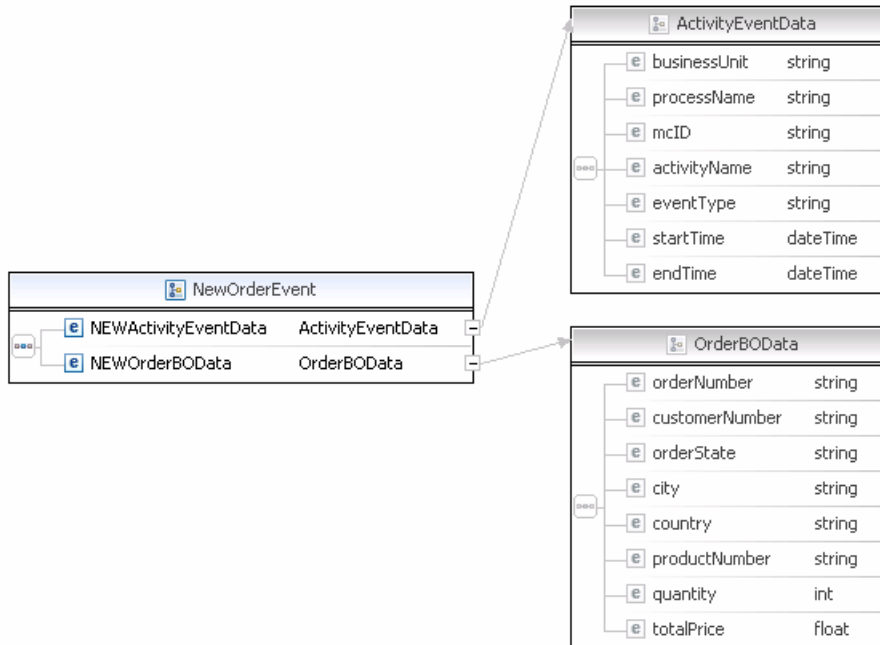 ActivityEventData
e businessUnit string
e processName string
e mcID string
e activityName string
e eventType string
e startTime dateTime
e endTime dateTime
NewOrderEvent
e NEWActivityEventData ActivityEventData
e NEWOrderBOData OrderBOData
OrderBOData
e orderNumber string
e customerNumber string
e orderState string
e city string
e country string
e productNumber string
e quantity int
e totalPrice float